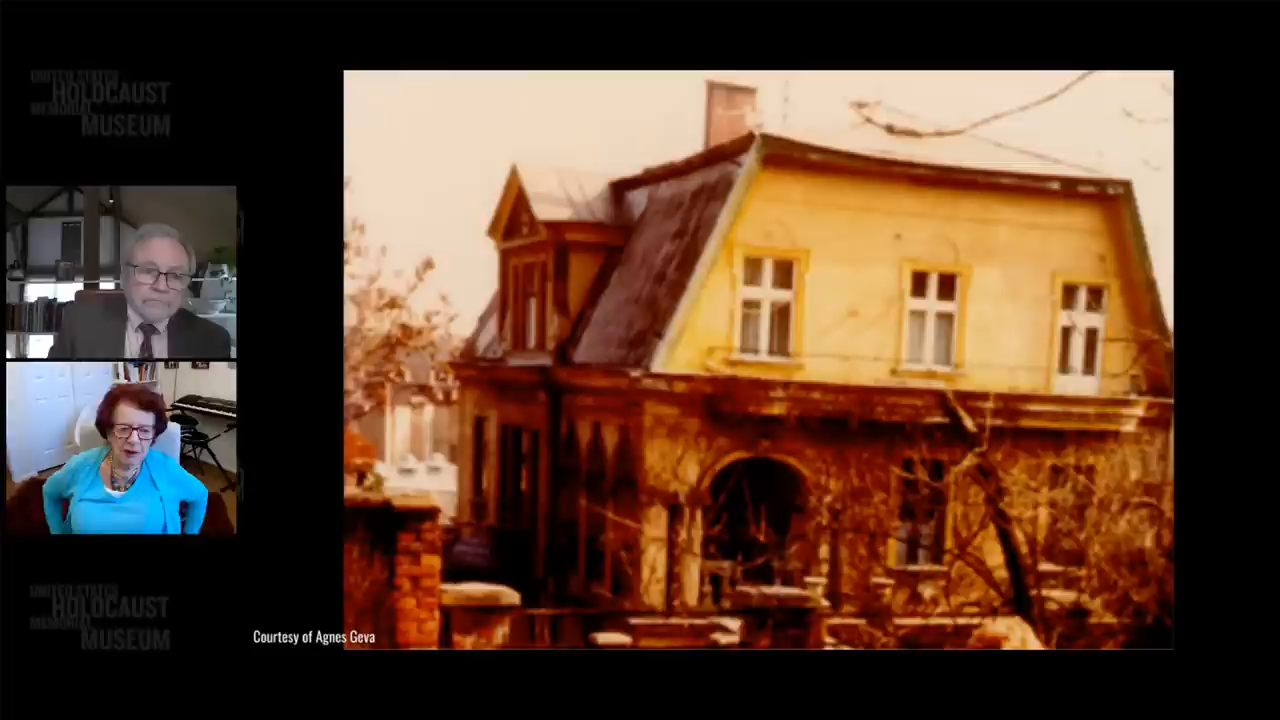 UNITED STATES
HOLOCAUST
MEMORIAL
MUSEUM
Courtesy of Agnes Geva
UNITED STATES
HOLOCAUST
MEMORIAL
MUSEUM